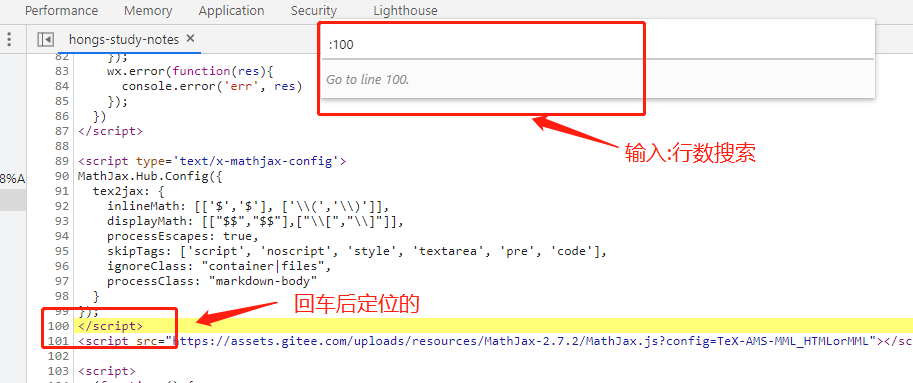 Performance Memory Application Security Lighthouse
hongs-study-notes ×
:100
Go to line 100.
82 });
83 wx.error(function(res){
84 console.error('err', res)
85 });
86 })
87 </script>
88
89 <script type='text/x-mathjax-config'>
90 MathJax.Hub.Config({
91 tex2jax: {
92 inlineMath: [['$','$'], ['\\(','\\)']],
93 displayMath: [["$$","$$"],["\\[","\\]"]],
94 processEscapes: true,
95 skipTags: ['script', 'noscript', 'style', 'textarea', 'pre', 'code'],
96 ignoreClass: "container|files",
97 processClass: "markdown-body"
98 }
99 });
100 </script>
101 <script src="https://assets.gitee.com/uploads/resources/MathJax-2.7.2/MathJax.js?config=TeX-AMS-MML_HTMLorMML"></s
102
103 <script>
输入:行数搜索
回车后定位的
8%A